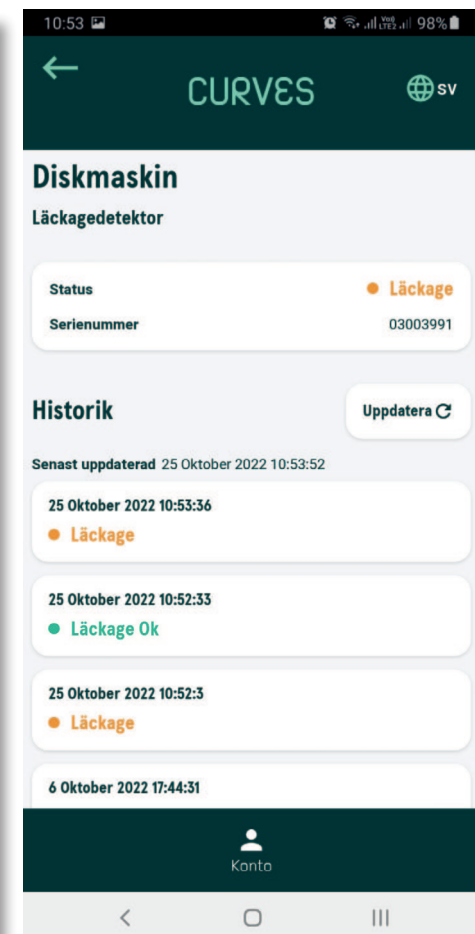 10:53 98%
CURVES SV
Diskmaskin
Läckagedetektor
Status Läckage
Serienummer 03003991
Historik Uppdatera
Senast uppdaterad 25 Oktober 2022 10:53:52
25 Oktober 2022 10:53:36
Läckage
25 Oktober 2022 10:52:33
Läckage Ok
25 Oktober 2022 10:52:3
Läckage
6 Oktober 2022 17:44:31
Konto